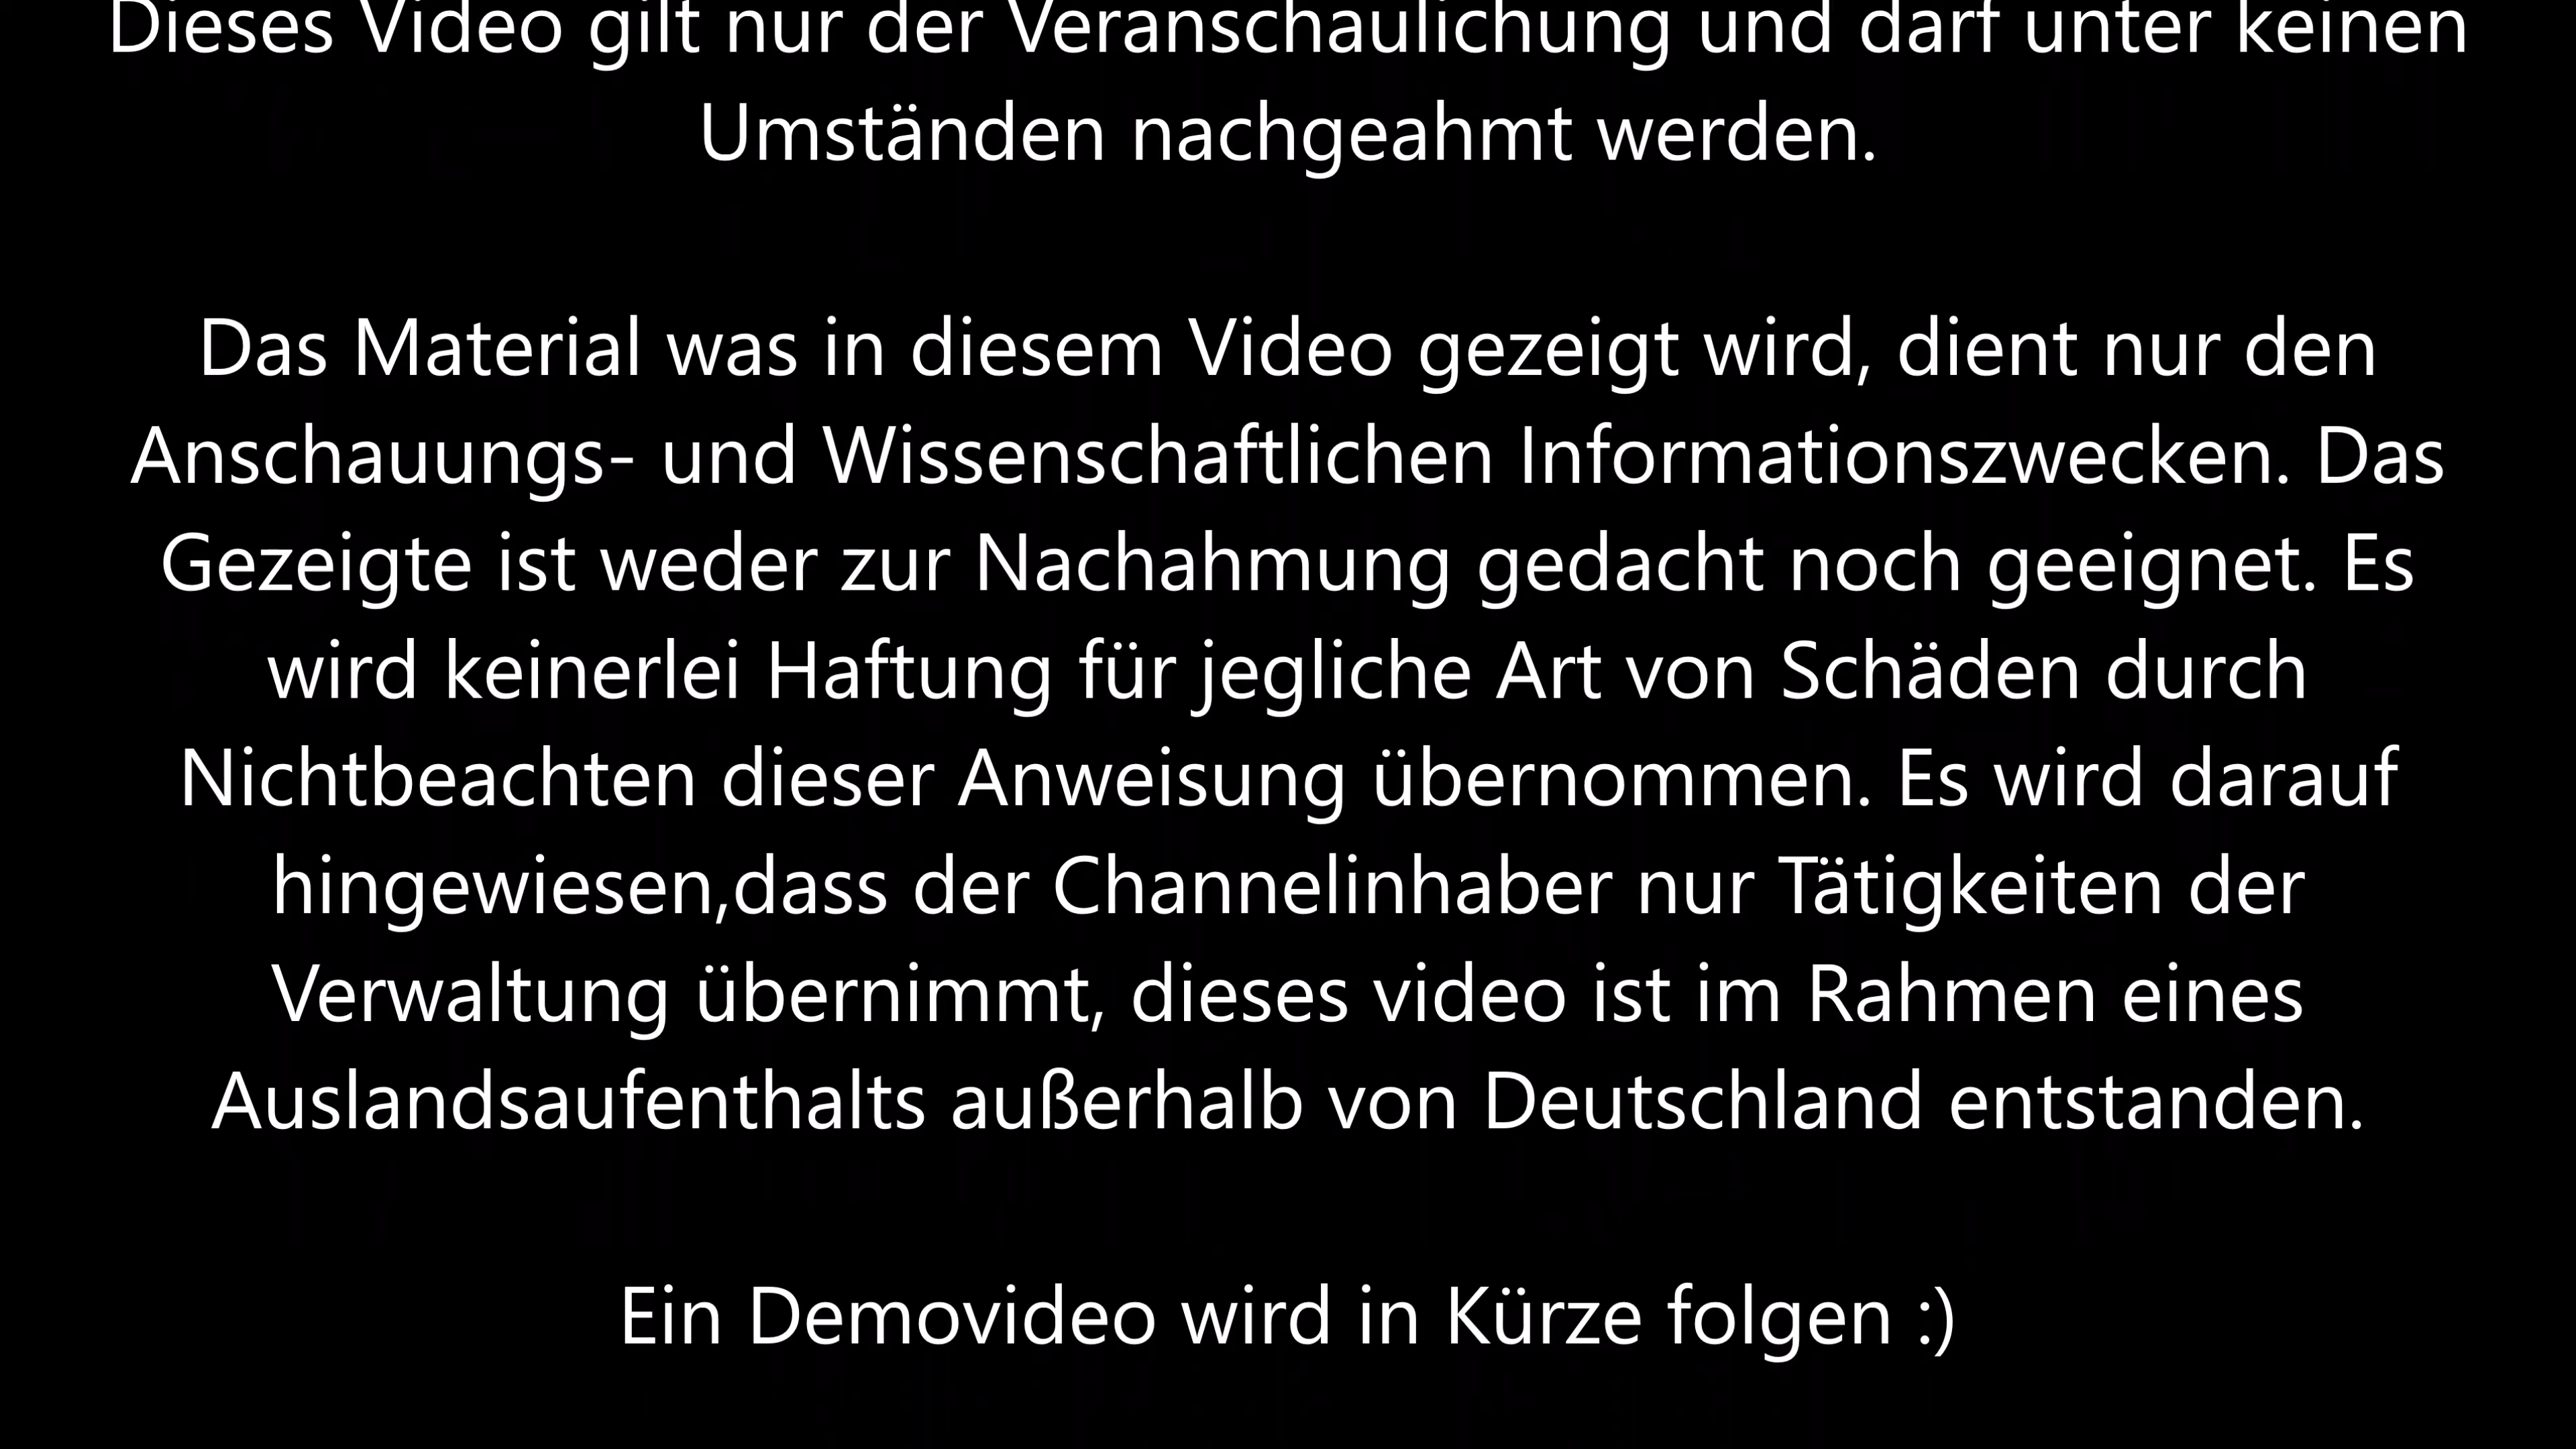 Dieses Video gilt nur der Veranschaulichung und darf unter keinen
Umständen nachgeahmt werden.
Das Material was in diesem Video gezeigt wird, dient nur den
Anschauungs- und Wissenschaftlichen Informationszwecken. Das
Gezeigte ist weder zur Nachahmung gedacht noch geeignet. Es
wird keinerlei Haftung für jegliche Art von Schäden durch
Nichtbeachten dieser Anweisung übernommen. Es wird darauf
hingewiesen,dass der Channelinhaber nur Tätigkeiten der
Verwaltung übernimmt, dieses video ist im Rahmen eines
Auslandsaufenthalts außerhalb von Deutschland entstanden.
Ein Demovideo wird in Kürze folgen :)